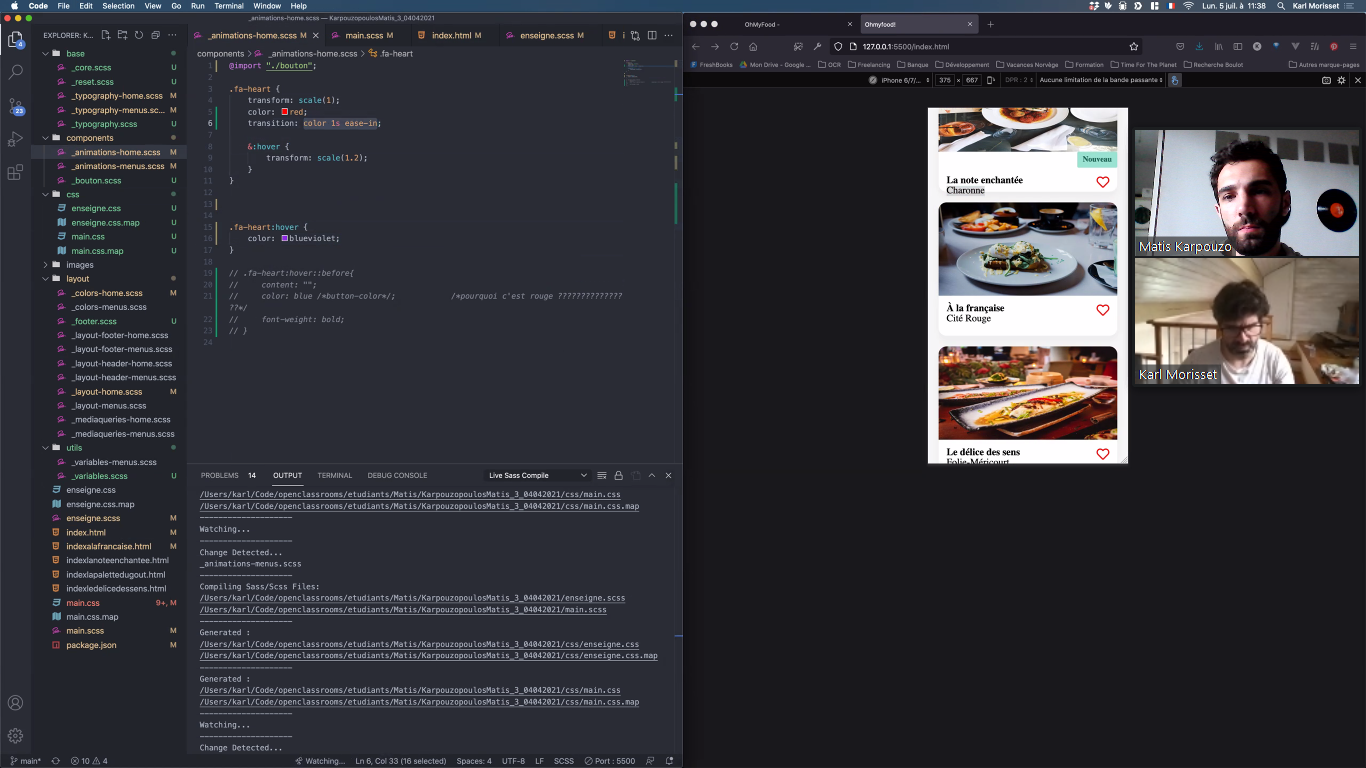 Code File Edit Selection View Go Run Terminal Window Help
Lun. 5 juil. à 11:38 Karl Morisset
_animations-home.scss — KarpouzopoulosMatis_3_04042021
EXPLORER: K...
4
23
base
_core.scss U
_reset.scss U
_typography-home.scss M
_typography-menus.sc... M
_typography.scss U
components
_animations-home.scss M
_animations-menus.scss M
_bouton.scss U
css
enseigne.css U
enseigne.css.map U
main.css U
main.css.map U
images
layout
_colors-home.scss M
_colors-menus.scss
_footer.scss U
_layout-footer-home.scss
_layout-footer-menus.scss
_layout-header-home.scss
_layout-header-menus.scss
_layout-home.scss M
_layout-menus.scss
_mediaqueries-home.scss
_mediaqueries-menus.scss
utils
_variables-menus.scss
_variables.scss U
enseigne.css
enseigne.css.map
enseigne.scss M
index.html M
indexalafrancaise.html M
indexlanoteenchantee.html
indexlapalettedugout.html
indexledelicedessens.html
main.css 9+, M
main.css.map
main.scss M
package.json M
_animations-home.scss M main.scss M index.html M enseigne.scss M i
components > _animations-home.scss > .fa-heart
1 @import "./bouton";
2
3 .fa-heart {
4 transform: scale(1);
5 color: red;
6 transition: color 1s ease-in;
7
8 &:hover {
9 transform: scale(1.2);
10 }
11 }
12
13
14
15 .fa-heart:hover {
16 color: blueviolet;
17 }
18
19 // .fa-heart:hover::before{
20 // content: "";
21 // color: blue /*button-color*/; /*pourquoi c'est rouge ??????????????
??*/
22 // font-weight: bold;
23 // }
24
PROBLEMS 14 OUTPUT TERMINAL DEBUG CONSOLE Live Sass Compile
/Users/karl/Code/openclassrooms/etudiants/Matis/KarpouzopoulosMatis_3_04042021/css/main.css
/Users/karl/Code/openclassrooms/etudiants/Matis/KarpouzopoulosMatis_3_04042021/css/main.css.map
--------------------
Watching...
--------------------
Change Detected...
_animations-menus.scss
--------------------
Compiling Sass/Scss Files:
/Users/karl/Code/openclassrooms/etudiants/Matis/KarpouzopoulosMatis_3_04042021/enseigne.scss
/Users/karl/Code/openclassrooms/etudiants/Matis/KarpouzopoulosMatis_3_04042021/main.scss
--------------------
Generated :
/Users/karl/Code/openclassrooms/etudiants/Matis/KarpouzopoulosMatis_3_04042021/css/enseigne.css
/Users/karl/Code/openclassrooms/etudiants/Matis/KarpouzopoulosMatis_3_04042021/css/enseigne.css.map
--------------------
Generated :
/Users/karl/Code/openclassrooms/etudiants/Matis/KarpouzopoulosMatis_3_04042021/css/main.css
/Users/karl/Code/openclassrooms/etudiants/Matis/KarpouzopoulosMatis_3_04042021/css/main.css.map
--------------------
Watching...
--------------------
Change Detected...
main* 10 4 Watching... Ln 6, Col 33 (16 selected) Spaces: 4 UTF-8 LF SCSS Port : 5500
OhMyFood - Ohmyfood!
127.0.0.1:5500/index.html
FreshBooks Mon Drive – Google ... OCR Freelancing Banque Développement Vacances Norvège Formation Time For The Planet Recherche Boulot Autres marque-pages
iPhone 6/7/... 375 × 667 DPR : 2 Aucune limitation de la bande passante
Nouveau
La note enchantée
Charonne
À la française
Cité Rouge
Le délice des sens
Folie-Méricourt
Matis Karpouzo
Karl Morisset